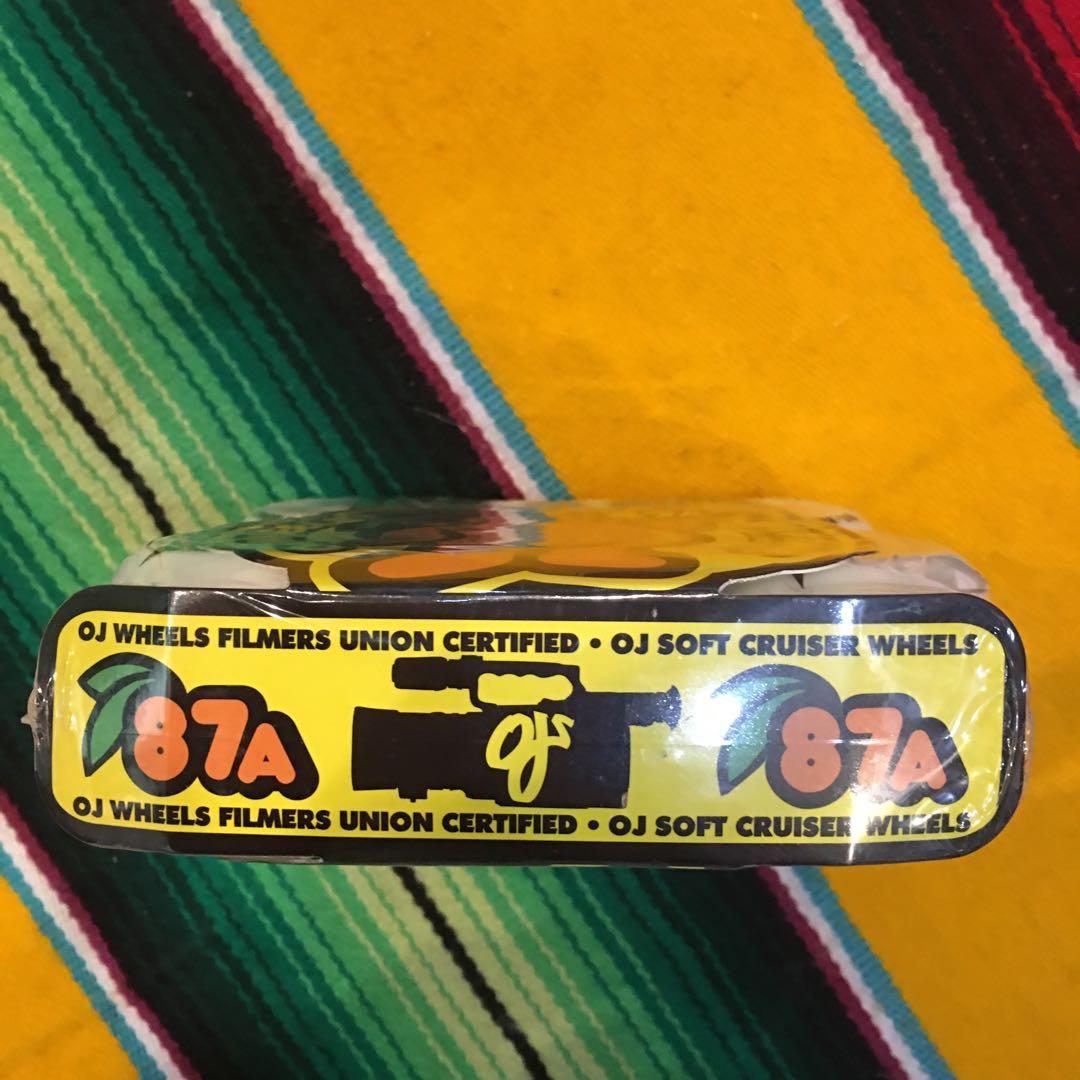 OJ WHEELS FILMERS UNION CERTIFIED • OJ SOFT CRUISER WHEELS
87A OJ 87A
OJ WHEELS FILMERS UNION CERTIFIED • OJ SOFT CRUISER WHEELS